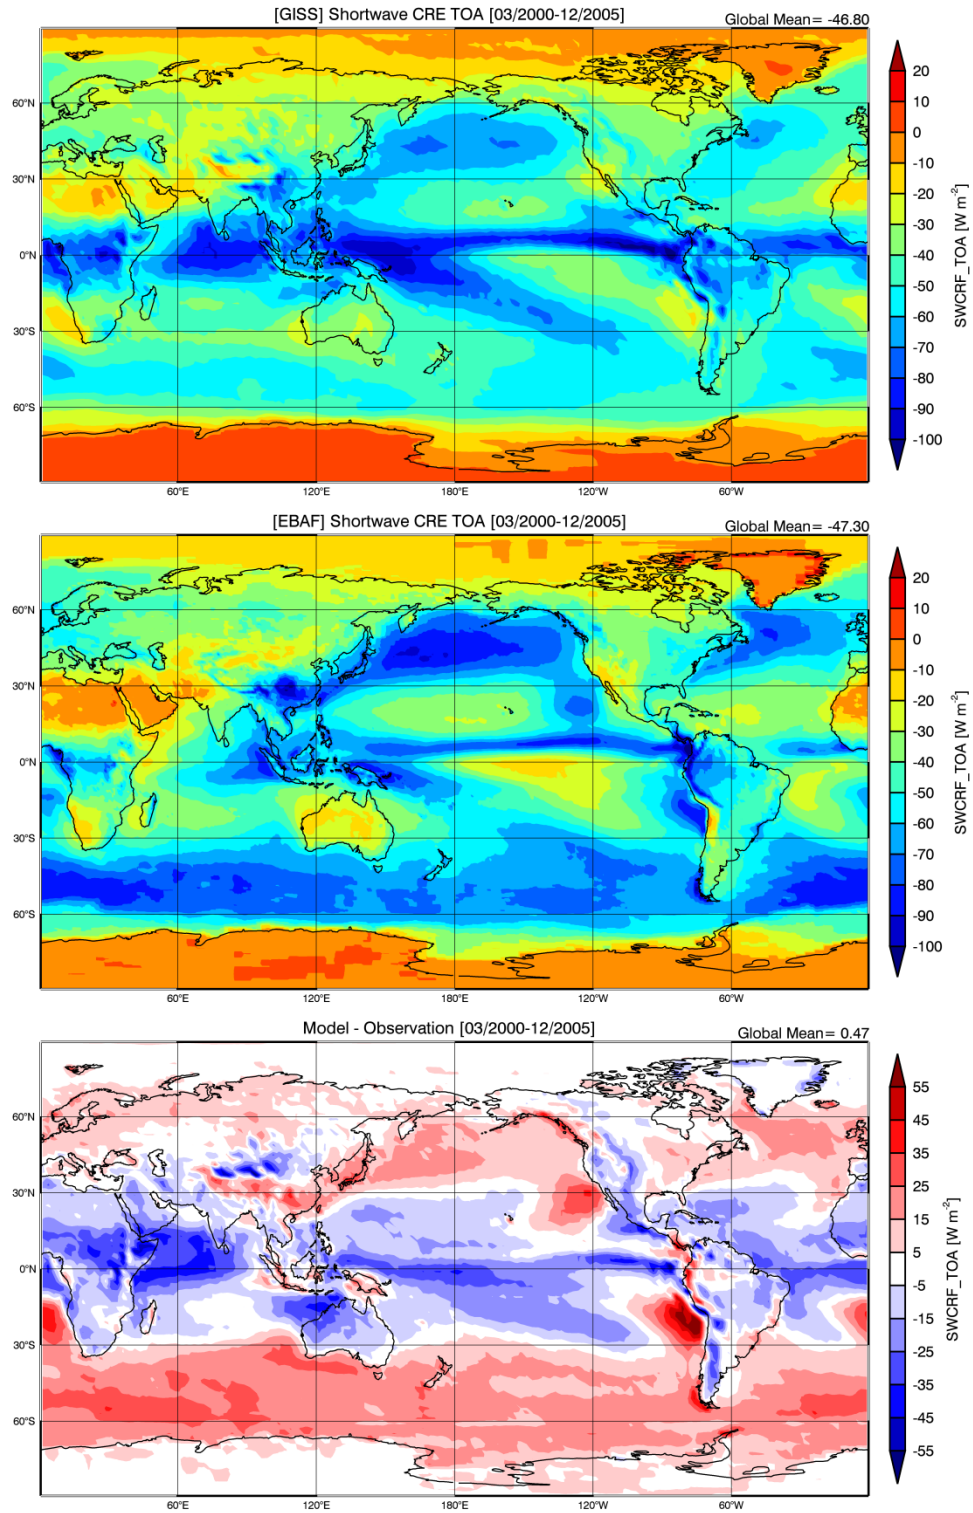 [GISS] Shortwave CRE TOA [03/2000-12/2005]
Global Mean= -46.80
60°N
30°N
0°N
30°S
60°S
60°E
120°E
180°E
120°W
60°W
20
10
0
-10
-20
-30
-40
-50
-60
-70
-80
-90
-100
SWCRF_TOA [W m-2]
[EBAF] Shortwave CRE TOA [03/2000-12/2005]
Global Mean= -47.30
60°N
30°N
0°N
30°S
60°S
60°E
120°E
180°E
120°W
60°W
20
10
0
-10
-20
-30
-40
-50
-60
-70
-80
-90
-100
SWCRF_TOA [W m-2]
Model - Observation [03/2000-12/2005]
Global Mean= 0.47
60°N
30°N
0°N
30°S
60°S
60°E
120°E
180°E
120°W
60°W
55
45
35
25
15
5
-5
-15
-25
-35
-45
-55
SWCRF_TOA [W m-2]